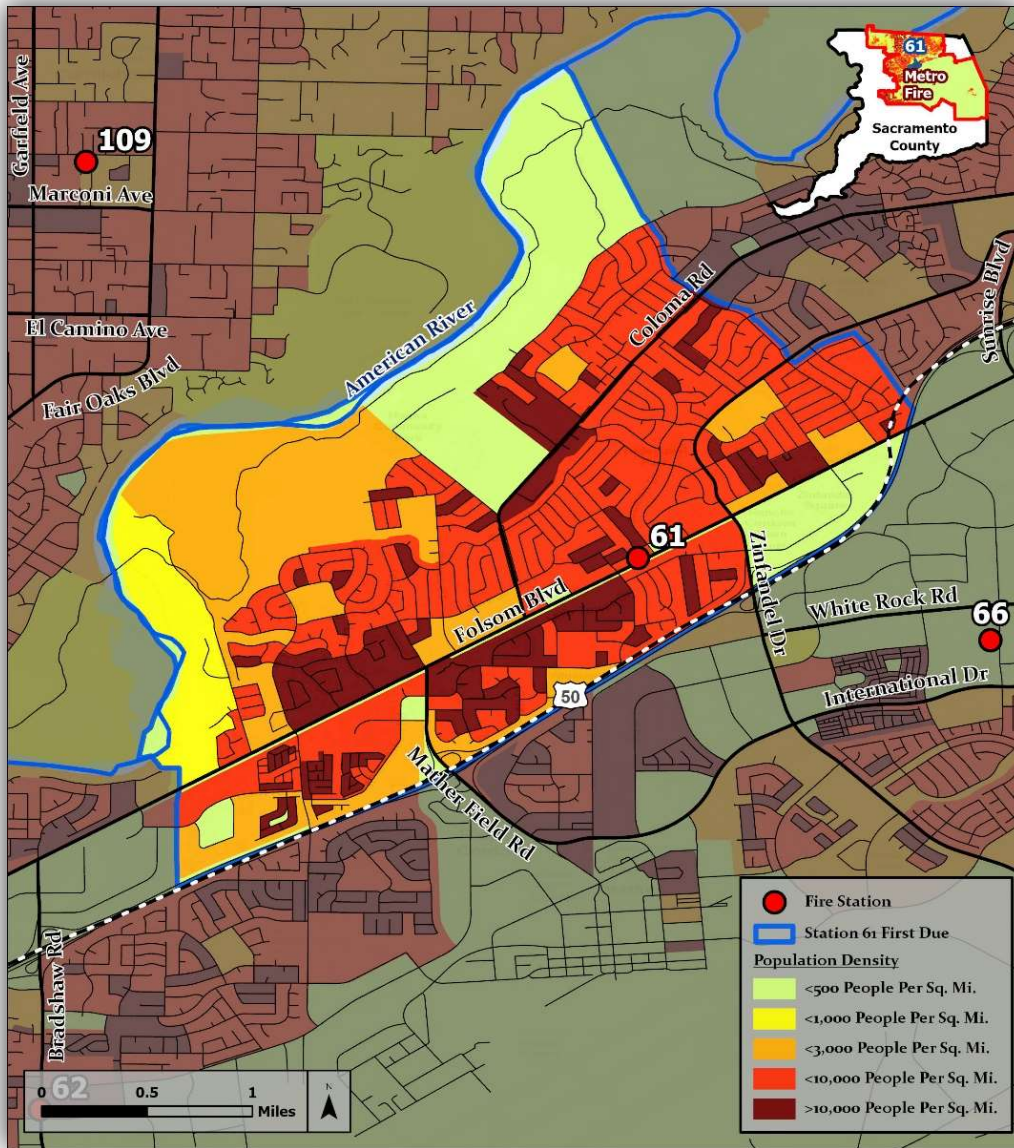 61
Metro
Fire
Sacramento
County
Garfield Ave
109
Marconi Ave
El Camino Ave
Fair Oaks Blvd
American River
Coloma Rd
Sunrise Blvd
61
Folsom Blvd
Zinfandel Dr
White Rock Rd
66
International Dr
50
Mather Field Rd
Bradshaw Rd
62
0 0.5 1
Miles
N
Fire Station
Station 61 First Due
Population Density
<500 People Per Sq. Mi.
<1,000 People Per Sq. Mi.
<3,000 People Per Sq. Mi.
<10,000 People Per Sq. Mi.
>10,000 People Per Sq. Mi.